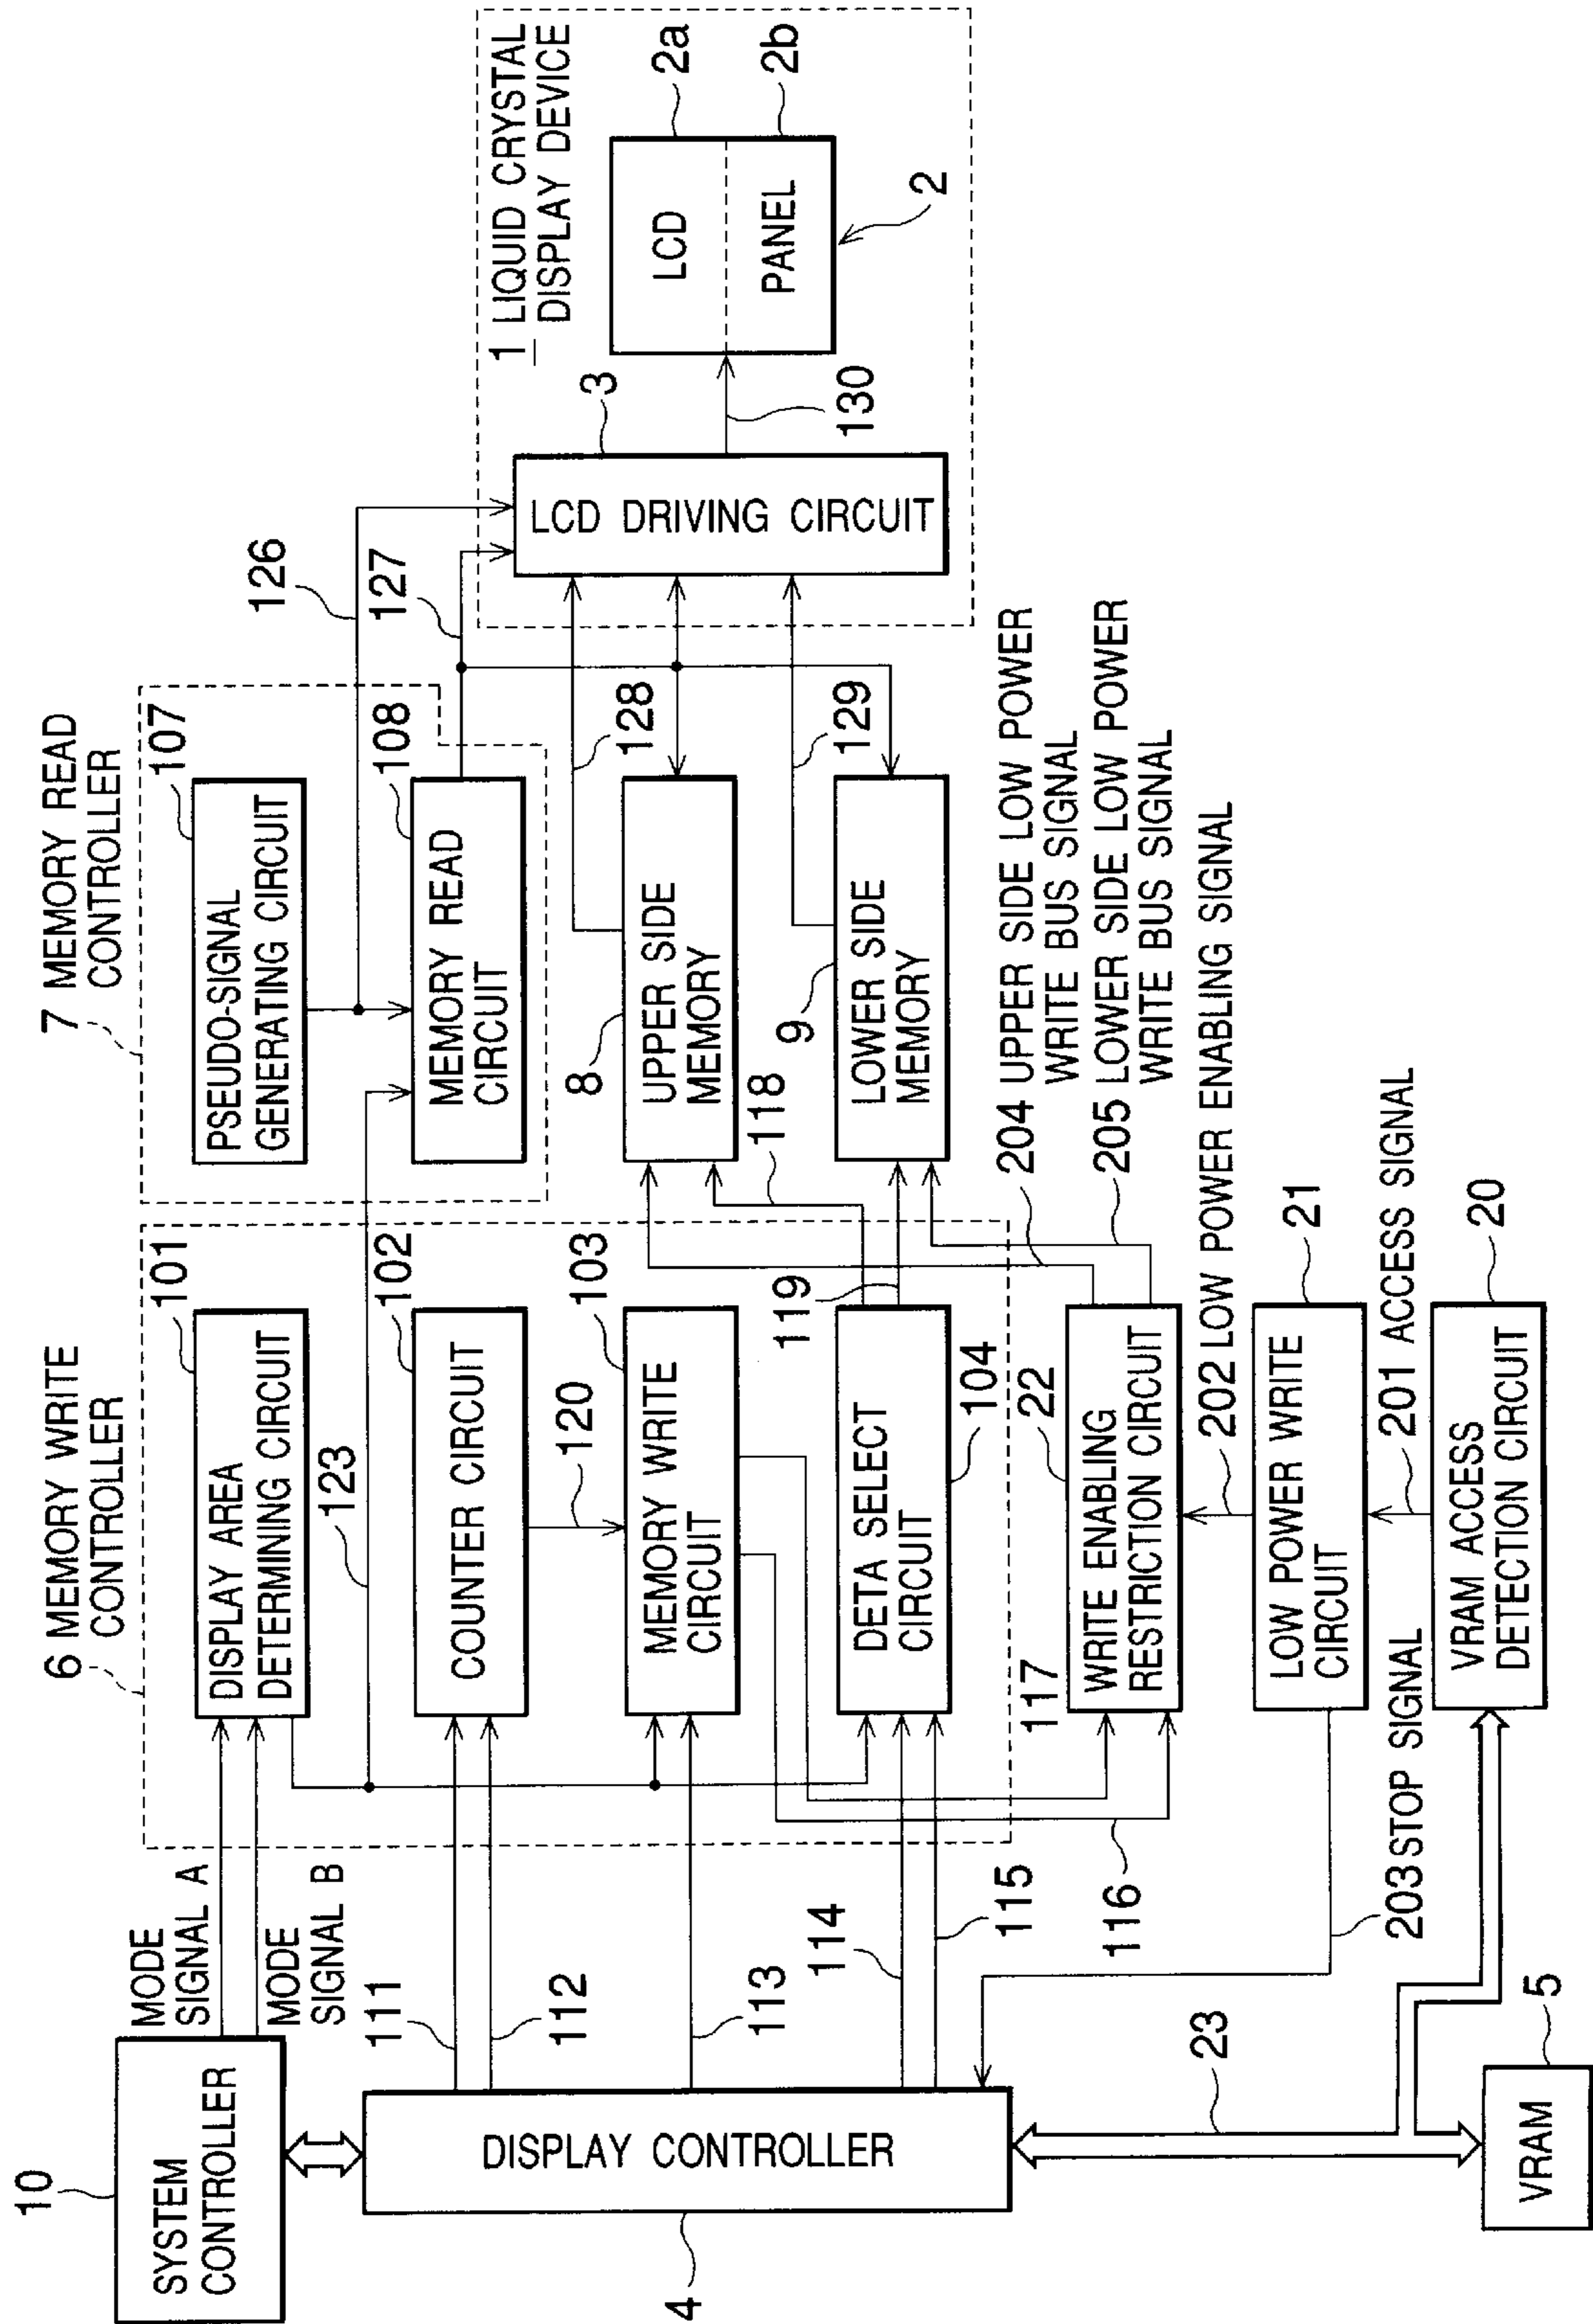 10
SYSTEM
CONTROLLER
MODE
SIGNAL A
MODE
SIGNAL B
6 MEMORY WRITE
CONTROLLER
101
DISPLAY AREA
DETERMINING CIRCUIT
123
7 MEMORY READ
CONTROLLER
107
PSEUDO-SIGNAL
GENERATING CIRCUIT
126
111
112
102
COUNTER CIRCUIT
120
108
MEMORY READ
CIRCUIT
127
1 LIQUID CRYSTAL
DISPLAY DEVICE
4
DISPLAY CONTROLLER
113
103
MEMORY WRITE
CIRCUIT
8
UPPER SIDE
MEMORY
128
3
LCD DRIVING CIRCUIT
130
LCD
PANEL
2a
2b
2
114
115
DETA SELECT
CIRCUIT
104
119
118
9
LOWER SIDE
MEMORY
129
116
117
22
WRITE ENABLING
RESTRICTION CIRCUIT
204 UPPER SIDE LOW POWER
WRITE BUS SIGNAL
205 LOWER SIDE LOW POWER
WRITE BUS SIGNAL
202 LOW POWER ENABLING SIGNAL
21
LOW POWER WRITE
CIRCUIT
203 STOP SIGNAL
201 ACCESS SIGNAL
20
VRAM ACCESS
DETECTION CIRCUIT
23
5
VRAM